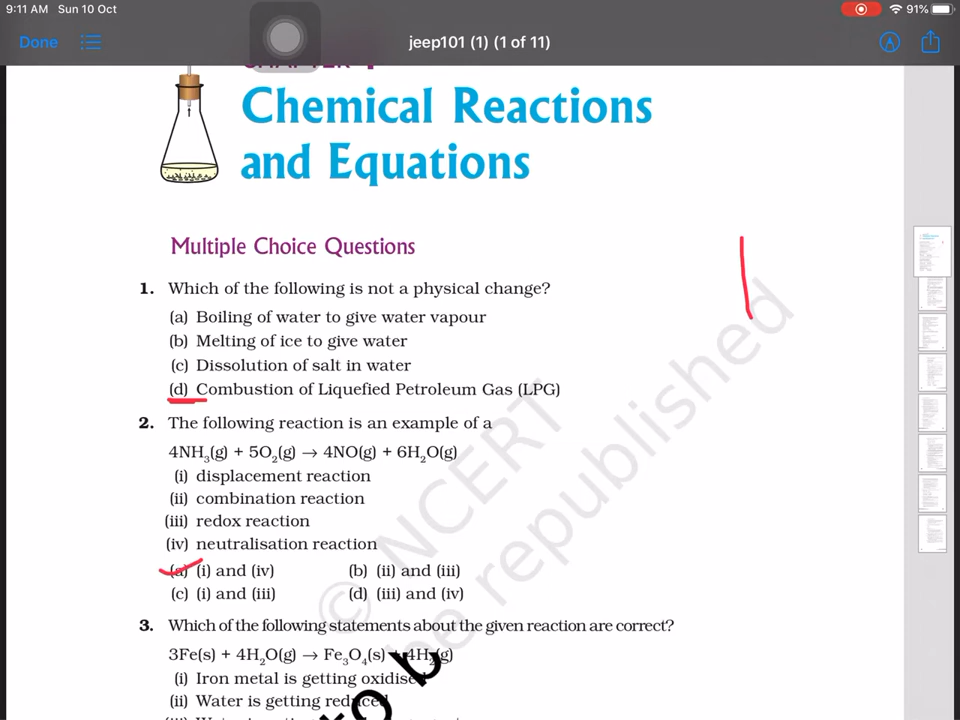 9:11 AM Sun 10 Oct
91%
Done
jeep101 (1) (1 of 11)
Chemical Reactions
and Equations
Multiple Choice Questions
1. Which of the following is not a physical change?
(a) Boiling of water to give water vapour
(b) Melting of ice to give water
(c) Dissolution of salt in water
(d) Combustion of Liquefied Petroleum Gas (LPG)
2. The following reaction is an example of a
4NH₃(g) + 5O₂(g) → 4NO(g) + 6H₂O(g)
(i) displacement reaction
(ii) combination reaction
(iii) redox reaction
(iv) neutralisation reaction
(a) (i) and (iv) (b) (ii) and (iii)
(c) (i) and (iii) (d) (iii) and (iv)
3. Which of the following statements about the given reaction are correct?
3Fe(s) + 4H₂O(g) → Fe₃O₄(s) + 4H₂(g)
(i) Iron metal is getting oxidised
(ii) Water is getting reduced
© NCERT
be republished
to b